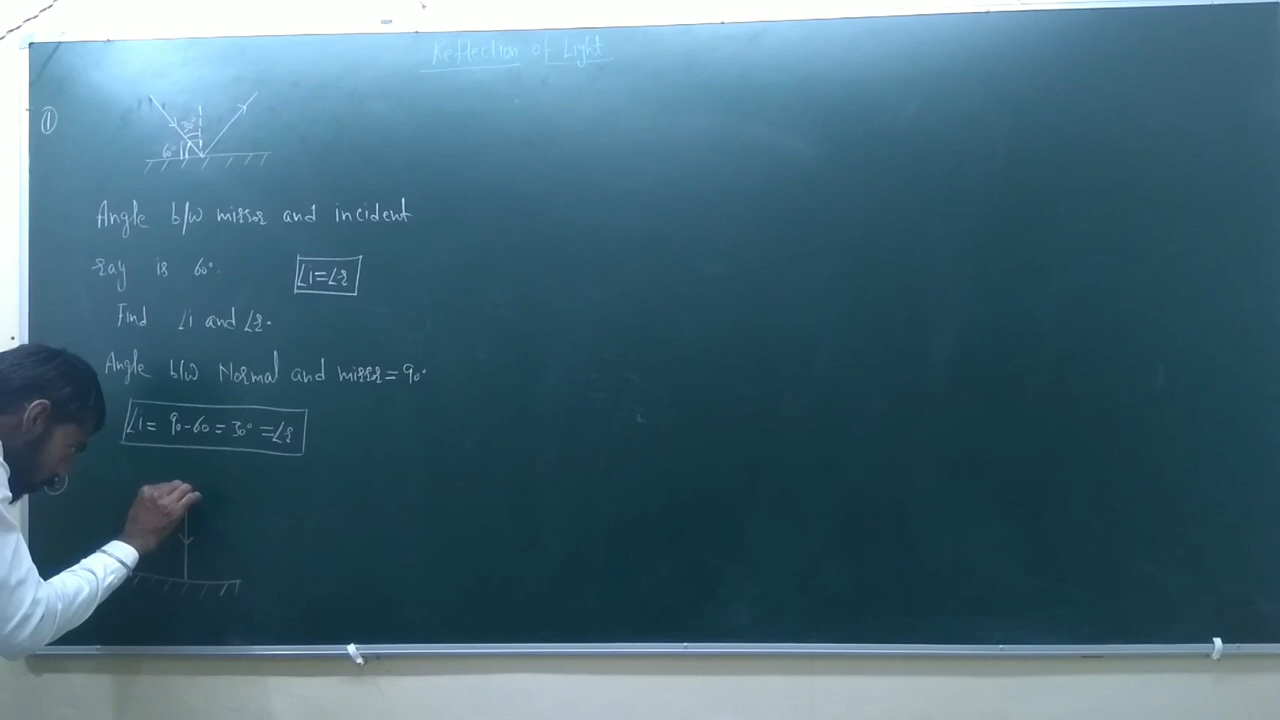 Reflection of Light
①
30°
60°
Angle b/w mirror and incident
ray is 60°.
∠i=∠r
Find ∠i and ∠r.
Angle b/w Normal and mirror = 90°
∠i = 90-60 = 30° = ∠r